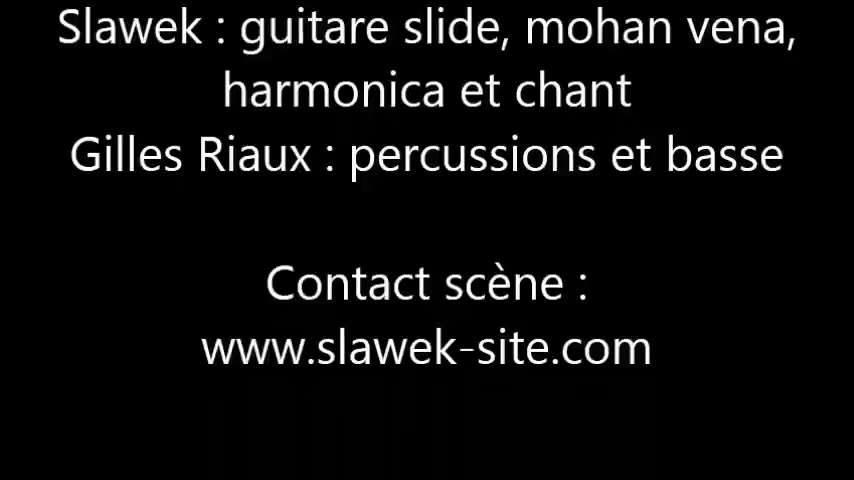 Slawek : guitare slide, mohan vena,
harmonica et chant
Gilles Riaux : percussions et basse
Contact scène :
www.slawek-site.com